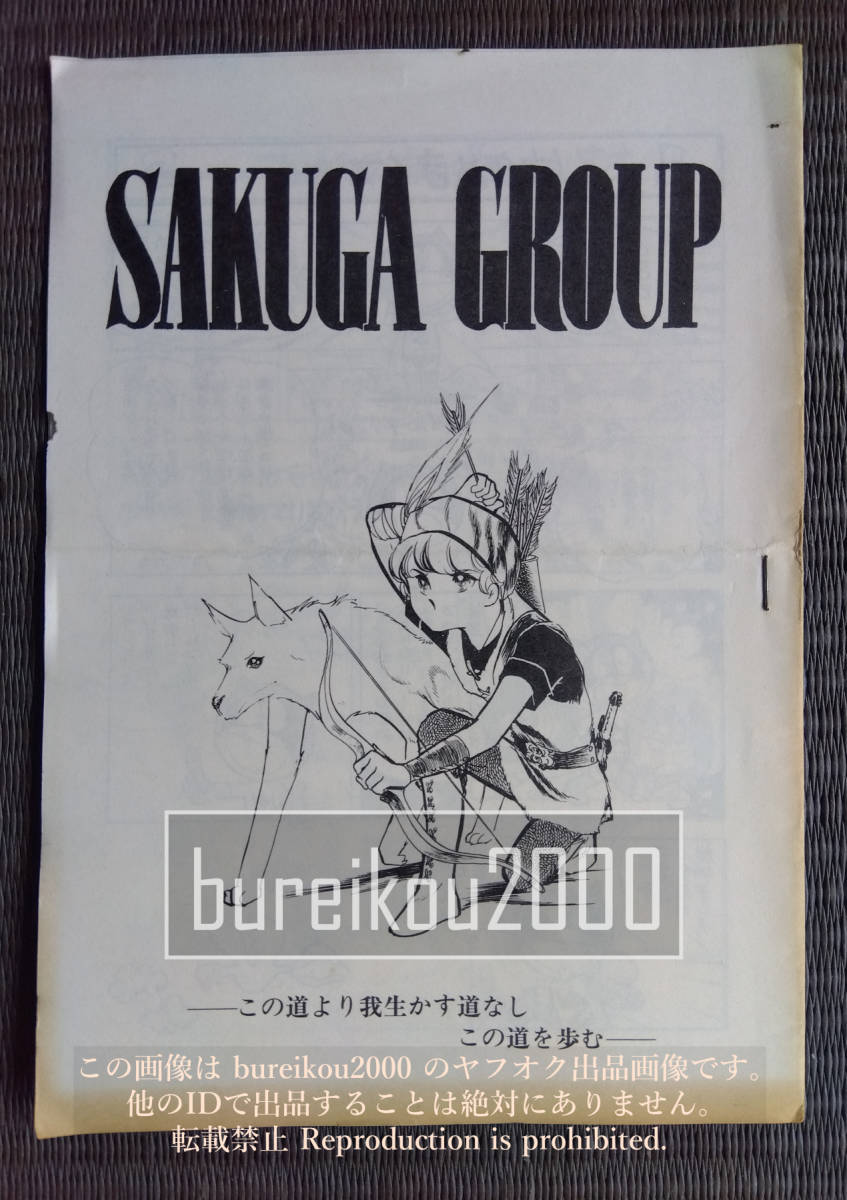 SAKUGA GROUP
bureikou2000
――この道より我生かす道なし
この道を歩む――
この画像は bureikou2000 のヤフオク出品画像です。
他のIDで出品することは絶対にありません。
転載禁止 Reproduction is prohibited.